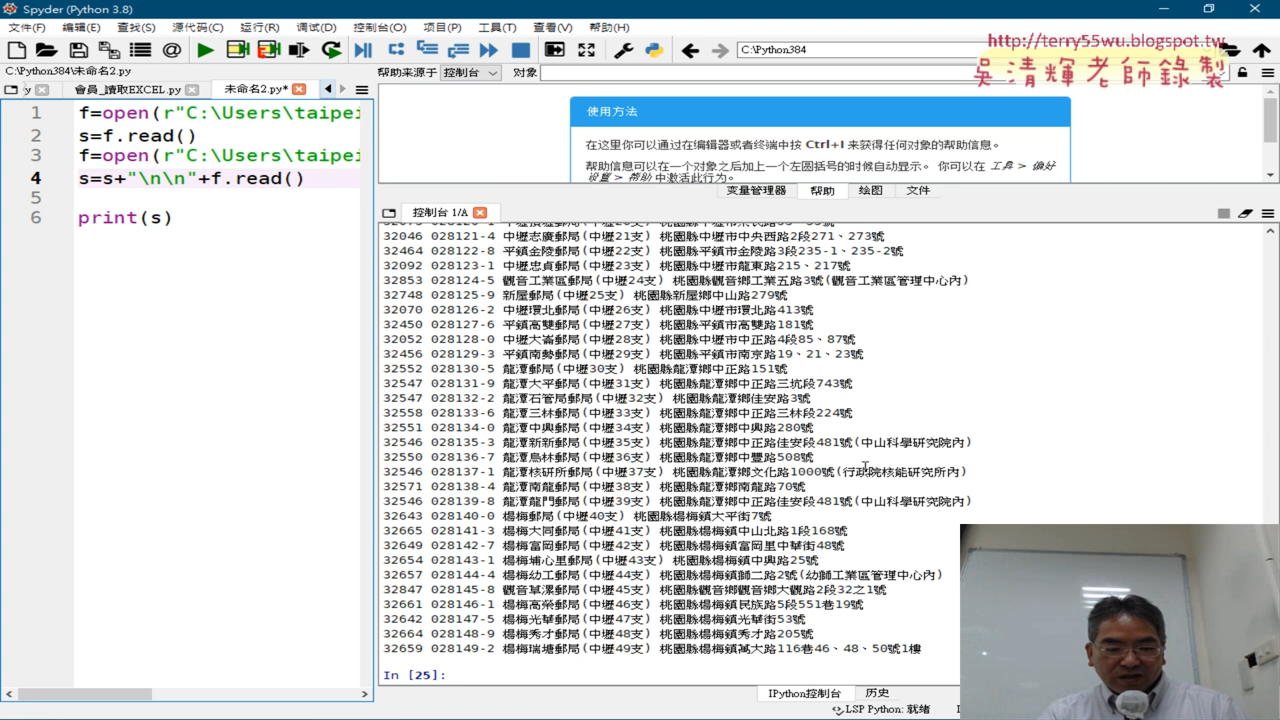 Spyder (Python 3.8)
文件(F) 编辑(E) 查找(S) 源代码(C) 运行(R) 调试(D) 控制台(O) 项目(P) 工具(T) 查看(V) 帮助(H)
C:\Python384
http://terry55wu.blogspot.tw
吳清輝老師錄製
C:\Python384\未命名2.py
帮助来源于 控制台 对象
y 會員_讀取EXCEL.py 未命名2.py*
1 f=open(r"C:\Users\taipei
2 s=f.read()
3 f=open(r"C:\Users\taipei
4 s=s+"\n\n"+f.read()
5
6 print(s)
使用方法
在这里你可以通过在编辑器或者终端中按 Ctrl+I 来获得任何对象的帮助信息。
帮助信息可以在一个对象之后加上一个左圆括号的时候自动显示。 你可以在 工具 > 偏好
设置 > 帮助 中激活此行为。
变量管理器 帮助 绘图 文件
控制台 1/A
32046 028121-4 中壢志廣郵局(中壢21支) 桃園縣中壢市中央西路2段271、273號
32464 028122-8 平鎮金陵郵局(中壢22支) 桃園縣平鎮市金陵路3段235-1、235-2號
32092 028123-1 中壢忠貞郵局(中壢23支) 桃園縣中壢市龍東路215、217號
32853 028124-5 觀音工業區郵局(中壢24支) 桃園縣觀音鄉工業五路3號(觀音工業區管理中心內)
32748 028125-9 新屋郵局(中壢25支) 桃園縣新屋鄉中山路279號
32070 028126-2 中壢環北郵局(中壢26支) 桃園縣中壢市環北路413號
32450 028127-6 平鎮高雙郵局(中壢27支) 桃園縣平鎮市高雙路181號
32052 028128-0 中壢大崙郵局(中壢28支) 桃園縣中壢市中正路4段85、87號
32456 028129-3 平鎮南勢郵局(中壢29支) 桃園縣平鎮市南京路19、21、23號
32552 028130-5 龍潭郵局(中壢30支) 桃園縣龍潭鄉中正路151號
32547 028131-9 龍潭大平郵局(中壢31支) 桃園縣龍潭鄉中正路三坑段743號
32547 028132-2 龍潭石管局郵局(中壢32支) 桃園縣龍潭鄉佳安路3號
32558 028133-6 龍潭三林郵局(中壢33支) 桃園縣龍潭鄉中正路三林段224號
32551 028134-0 龍潭中興郵局(中壢34支) 桃園縣龍潭鄉中興路280號
32546 028135-3 龍潭新新郵局(中壢35支) 桃園縣龍潭鄉中正路佳安段481號(中山科學研究院內)
32556 028136-7 龍潭烏林郵局(中壢36支) 桃園縣龍潭鄉中豐路508號
32546 028137-1 龍潭核研所郵局(中壢37支) 桃園縣龍潭鄉文化路1000號(行政院核能研究所內)
32571 028138-4 龍潭南龍郵局(中壢38支) 桃園縣龍潭鄉南龍路70號
32546 028139-8 龍潭龍門郵局(中壢39支) 桃園縣龍潭鄉中正路佳安段481號(中山科學研究院內)
32643 028140-0 楊梅郵局(中壢40支) 桃園縣楊梅鎮大平街7號
32665 028141-3 楊梅大同郵局(中壢41支) 桃園縣楊梅鎮中山北路1段168號
32649 028142-7 楊梅富岡郵局(中壢42支) 桃園縣楊梅鎮富岡里中華街48號
32654 028143-1 楊梅埔心里郵局(中壢43支) 桃園縣楊梅鎮中興路25號
32657 028144-4 楊梅幼工郵局(中壢44支) 桃園縣楊梅鎮獅二路2號(幼獅工業區管理中心內)
32847 028145-8 觀音草漯郵局(中壢45支) 桃園縣觀音鄉觀音鄉大觀路2段32之1號
32661 028146-1 楊梅高榮郵局(中壢46支) 桃園縣楊梅鎮民族路5段551巷19號
32642 028147-5 楊梅光華郵局(中壢47支) 桃園縣楊梅鎮光華街53號
32664 028148-9 楊梅秀才郵局(中壢48支) 桃園縣楊梅鎮秀才路205號
32659 028149-2 楊梅瑞塘郵局(中壢49支) 桃園縣楊梅鎮萬大路116巷46、48、50號1樓
In [25]:
IPython控制台 历史
LSP Python: 就绪